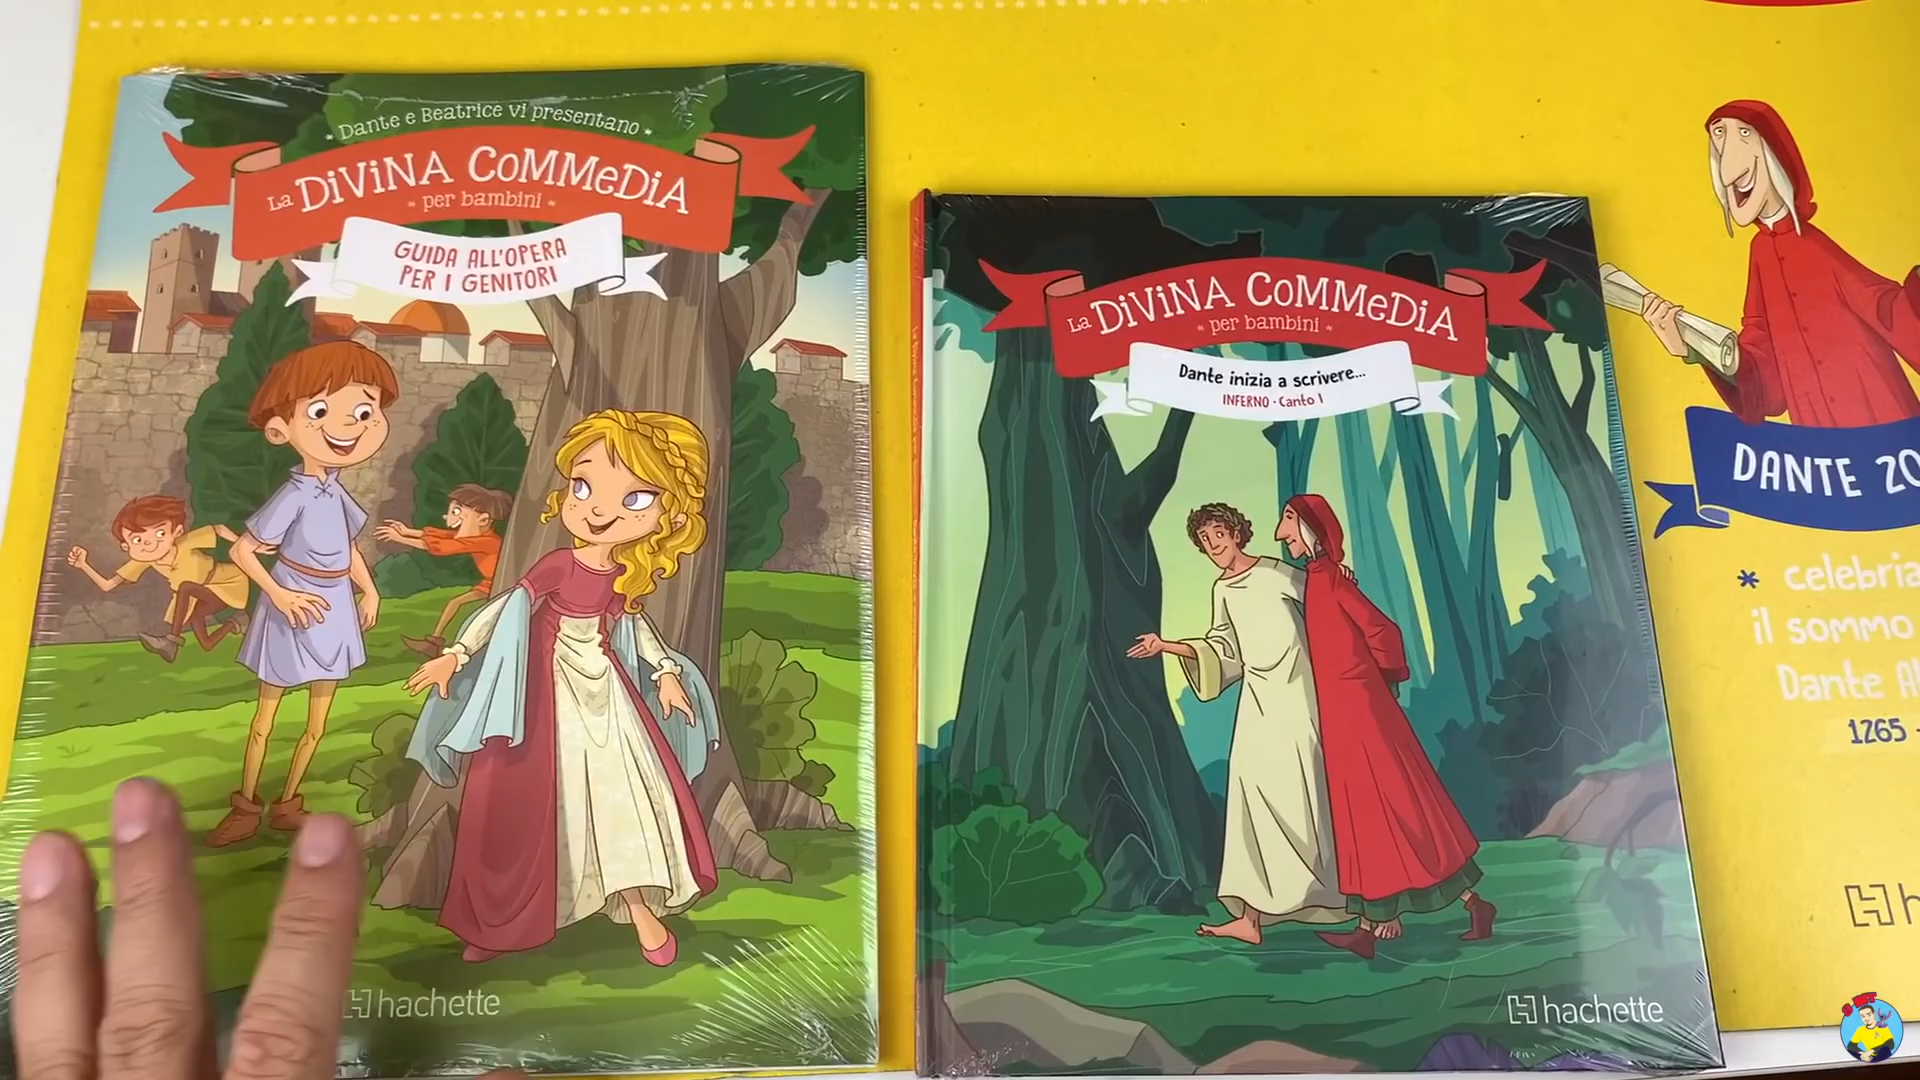 Dante e Beatrice vi presentano
La DiViNA CoMMeDiA
per bambini
GUIDA ALL'OPERA
PER I GENITORI
hachette
La DiViNA CoMMeDiA
per bambini
Dante inizia a scrivere...
INFERNO • Canto I
hachette
DANTE 20
* celebria
il sommo
Dante Al
1265 -
h